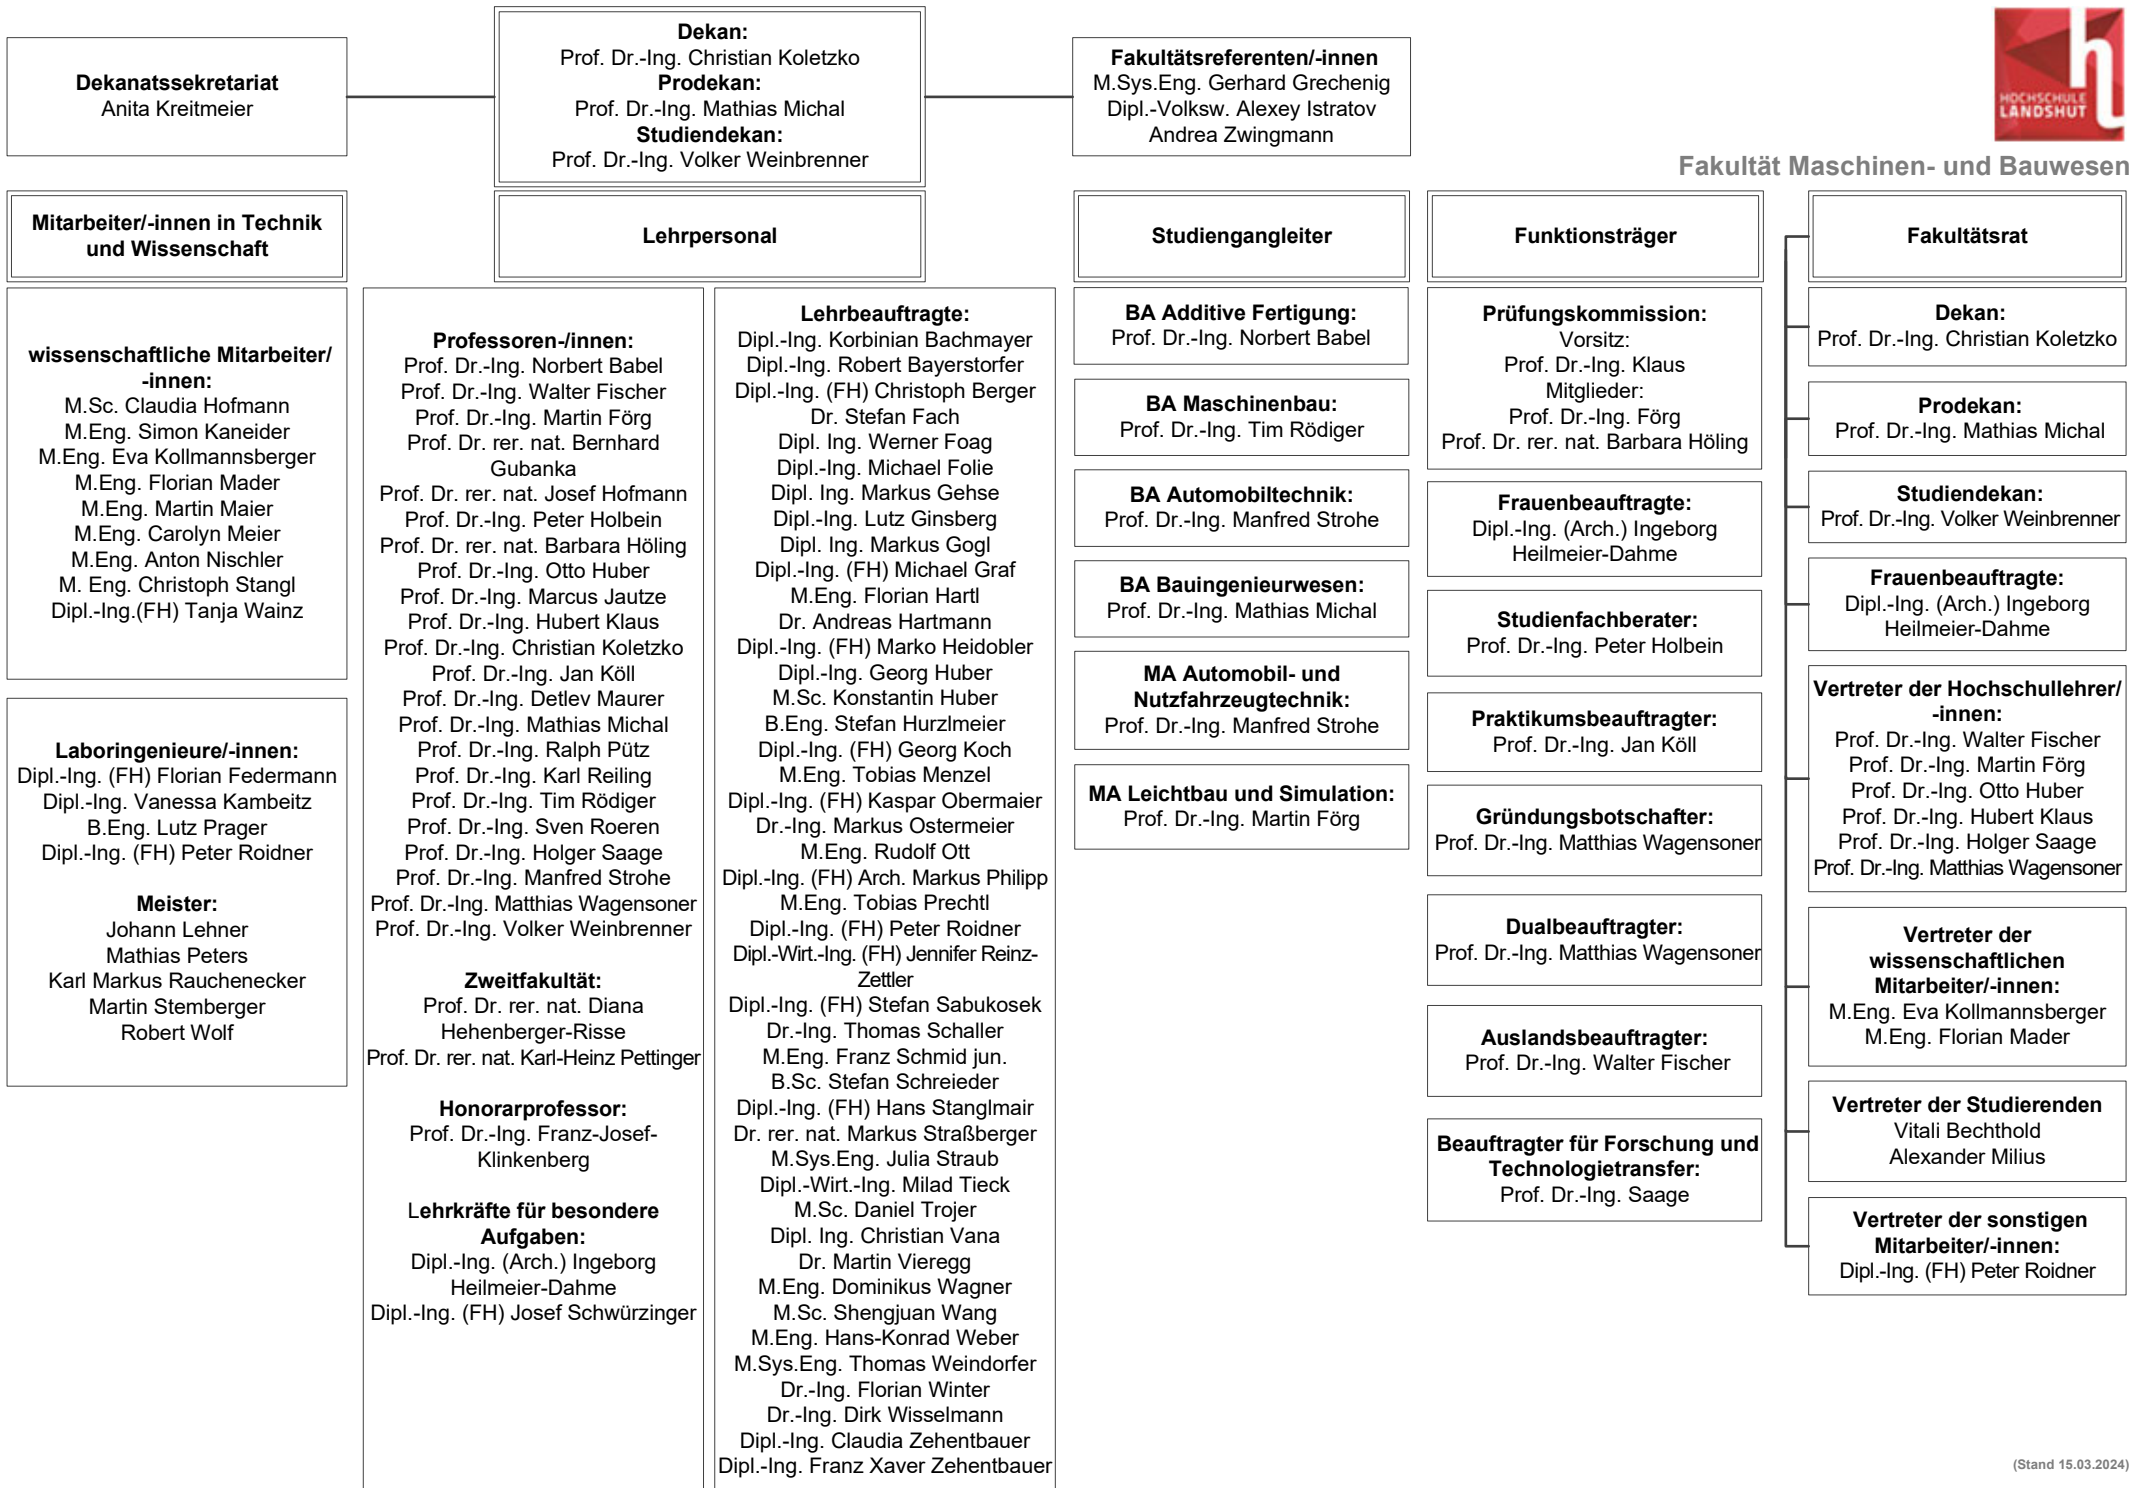 Dekanatssekretariat
Anita Kreitmeier
Dekan:
Prof. Dr.-Ing. Christian Koletzko
Prodekan:
Prof. Dr.-Ing. Mathias Michal
Studiendekan:
Prof. Dr.-Ing. Volker Weinbrenner
Fakultätsreferenten/-innen
M.Sys.Eng. Gerhard Grechenig
Dipl.-Volksw. Alexey Istratov
Andrea Zwingmann
HOCHSCHULE
LANDSHUT
Fakultät Maschinen- und Bauwesen
Mitarbeiter/-innen in Technik
und Wissenschaft
Lehrpersonal
Studiengangleiter
Funktionsträger
Fakultätsrat
wissenschaftliche Mitarbeiter/
-innen:
M.Sc. Claudia Hofmann
M.Eng. Simon Kaneider
M.Eng. Eva Kollmannsberger
M.Eng. Florian Mader
M.Eng. Martin Maier
M.Eng. Carolyn Meier
M.Eng. Anton Nischler
M. Eng. Christoph Stangl
Dipl.-Ing.(FH) Tanja Wainz
Laboringenieure/-innen:
Dipl.-Ing. (FH) Florian Federmann
Dipl.-Ing. Vanessa Kambeitz
B.Eng. Lutz Prager
Dipl.-Ing. (FH) Peter Roidner
Meister:
Johann Lehner
Mathias Peters
Karl Markus Rauchenecker
Martin Stemberger
Robert Wolf
Professoren-/innen:
Prof. Dr.-Ing. Norbert Babel
Prof. Dr.-Ing. Walter Fischer
Prof. Dr.-Ing. Martin Förg
Prof. Dr. rer. nat. Bernhard
Gubanka
Prof. Dr. rer. nat. Josef Hofmann
Prof. Dr.-Ing. Peter Holbein
Prof. Dr. rer. nat. Barbara Höling
Prof. Dr.-Ing. Otto Huber
Prof. Dr.-Ing. Marcus Jautze
Prof. Dr.-Ing. Hubert Klaus
Prof. Dr.-Ing. Christian Koletzko
Prof. Dr.-Ing. Jan Köll
Prof. Dr.-Ing. Detlev Maurer
Prof. Dr.-Ing. Mathias Michal
Prof. Dr.-Ing. Ralph Pütz
Prof. Dr.-Ing. Karl Reiling
Prof. Dr.-Ing. Tim Rödiger
Prof. Dr.-Ing. Sven Roeren
Prof. Dr.-Ing. Holger Saage
Prof. Dr.-Ing. Manfred Strohe
Prof. Dr.-Ing. Matthias Wagensoner
Prof. Dr.-Ing. Volker Weinbrenner
Zweitfakultät:
Prof. Dr. rer. nat. Diana
Hehenberger-Risse
Prof. Dr. rer. nat. Karl-Heinz Pettinger
Honorarprofessor:
Prof. Dr.-Ing. Franz-Josef-
Klinkenberg
Lehrkräfte für besondere
Aufgaben:
Dipl.-Ing. (Arch.) Ingeborg
Heilmeier-Dahme
Dipl.-Ing. (FH) Josef Schwürzinger
Lehrbeauftragte:
Dipl.-Ing. Korbinian Bachmayer
Dipl.-Ing. Robert Bayerstorfer
Dipl.-Ing. (FH) Christoph Berger
Dr. Stefan Fach
Dipl. Ing. Werner Foag
Dipl.-Ing. Michael Folie
Dipl. Ing. Markus Gehse
Dipl.-Ing. Lutz Ginsberg
Dipl. Ing. Markus Gogl
Dipl.-Ing. (FH) Michael Graf
M.Eng. Florian Hartl
Dr. Andreas Hartmann
Dipl.-Ing. (FH) Marko Heidobler
Dipl.-Ing. Georg Huber
M.Sc. Konstantin Huber
B.Eng. Stefan Hurzlmeier
Dipl.-Ing. (FH) Georg Koch
M.Eng. Tobias Menzel
Dipl.-Ing. (FH) Kaspar Obermaier
Dr.-Ing. Markus Ostermeier
M.Eng. Rudolf Ott
Dipl.-Ing. (FH) Arch. Markus Philipp
M.Eng. Tobias Prechtl
Dipl.-Ing. (FH) Peter Roidner
Dipl.-Wirt.-Ing. (FH) Jennifer Reinz-
Zettler
Dipl.-Ing. (FH) Stefan Sabukosek
Dr.-Ing. Thomas Schaller
M.Eng. Franz Schmid jun.
B.Sc. Stefan Schreieder
Dipl.-Ing. (FH) Hans Stanglmair
Dr. rer. nat. Markus Straßberger
M.Sys.Eng. Julia Straub
Dipl.-Wirt.-Ing. Milad Tieck
M.Sc. Daniel Trojer
Dipl. Ing. Christian Vana
Dr. Martin Vieregg
M.Eng. Dominikus Wagner
M.Sc. Shengjuan Wang
M.Eng. Hans-Konrad Weber
M.Sys.Eng. Thomas Weindorfer
Dr.-Ing. Florian Winter
Dr.-Ing. Dirk Wisselmann
Dipl.-Ing. Claudia Zehentbauer
Dipl.-Ing. Franz Xaver Zehentbauer
BA Additive Fertigung:
Prof. Dr.-Ing. Norbert Babel
BA Maschinenbau:
Prof. Dr.-Ing. Tim Rödiger
BA Automobiltechnik:
Prof. Dr.-Ing. Manfred Strohe
BA Bauingenieurwesen:
Prof. Dr.-Ing. Mathias Michal
MA Automobil- und
Nutzfahrzeugtechnik:
Prof. Dr.-Ing. Manfred Strohe
MA Leichtbau und Simulation:
Prof. Dr.-Ing. Martin Förg
Prüfungskommission:
Vorsitz:
Prof. Dr.-Ing. Klaus
Mitglieder:
Prof. Dr.-Ing. Förg
Prof. Dr. rer. nat. Barbara Höling
Frauenbeauftragte:
Dipl.-Ing. (Arch.) Ingeborg
Heilmeier-Dahme
Studienfachberater:
Prof. Dr.-Ing. Peter Holbein
Praktikumsbeauftragter:
Prof. Dr.-Ing. Jan Köll
Gründungsbotschafter:
Prof. Dr.-Ing. Matthias Wagensoner
Dualbeauftragter:
Prof. Dr.-Ing. Matthias Wagensoner
Auslandsbeauftragter:
Prof. Dr.-Ing. Walter Fischer
Beauftragter für Forschung und
Technologietransfer:
Prof. Dr.-Ing. Saage
Dekan:
Prof. Dr.-Ing. Christian Koletzko
Prodekan:
Prof. Dr.-Ing. Mathias Michal
Studiendekan:
Prof. Dr.-Ing. Volker Weinbrenner
Frauenbeauftragte:
Dipl.-Ing. (Arch.) Ingeborg
Heilmeier-Dahme
Vertreter der Hochschullehrer/
-innen:
Prof. Dr.-Ing. Walter Fischer
Prof. Dr.-Ing. Martin Förg
Prof. Dr.-Ing. Otto Huber
Prof. Dr.-Ing. Hubert Klaus
Prof. Dr.-Ing. Holger Saage
Prof. Dr.-Ing. Matthias Wagensoner
Vertreter der
wissenschaftlichen
Mitarbeiter/-innen:
M.Eng. Eva Kollmannsberger
M.Eng. Florian Mader
Vertreter der Studierenden
Vitali Bechthold
Alexander Milius
Vertreter der sonstigen
Mitarbeiter/-innen:
Dipl.-Ing. (FH) Peter Roidner
(Stand 15.03.2024)